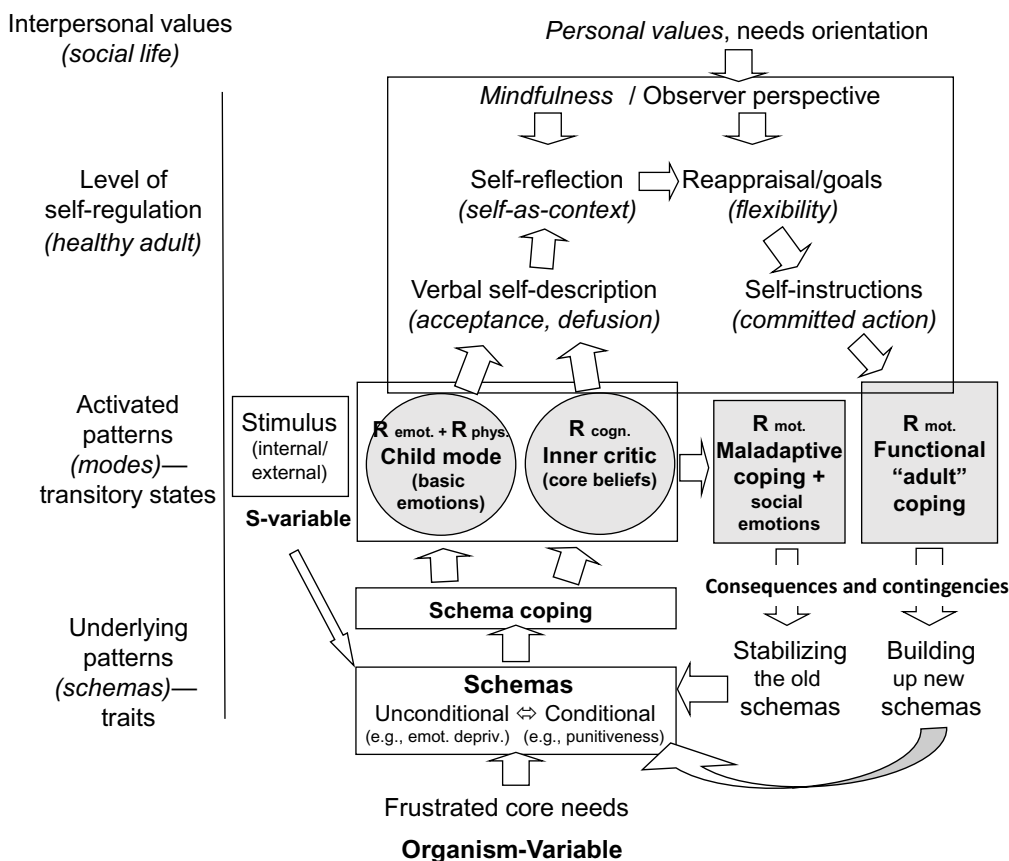 Interpersonal values
(social life)
Personal values, needs orientation
Mindfulness / Observer perspective
Level of
self-regulation
(healthy adult)
Self-reflection
(self-as-context)
Reappraisal/goals
(flexibility)
Verbal self-description
(acceptance, defusion)
Self-instructions
(committed action)
Activated
patterns
(modes)—
transitory states
Stimulus
(internal/
external)
S-variable
R emot. + R phys.
Child mode
(basic
emotions)
R cogn.
Inner critic
(core beliefs)
R mot.
Maladaptive
coping +
social
emotions
R mot.
Functional
“adult”
coping
Consequences and contingencies
Schema coping
Underlying
patterns
(schemas)—
traits
Schemas
Unconditional ⇔ Conditional
(e.g., emot. depriv.) (e.g., punitiveness)
Stabilizing
the old
schemas
Building
up new
schemas
Frustrated core needs
Organism-Variable